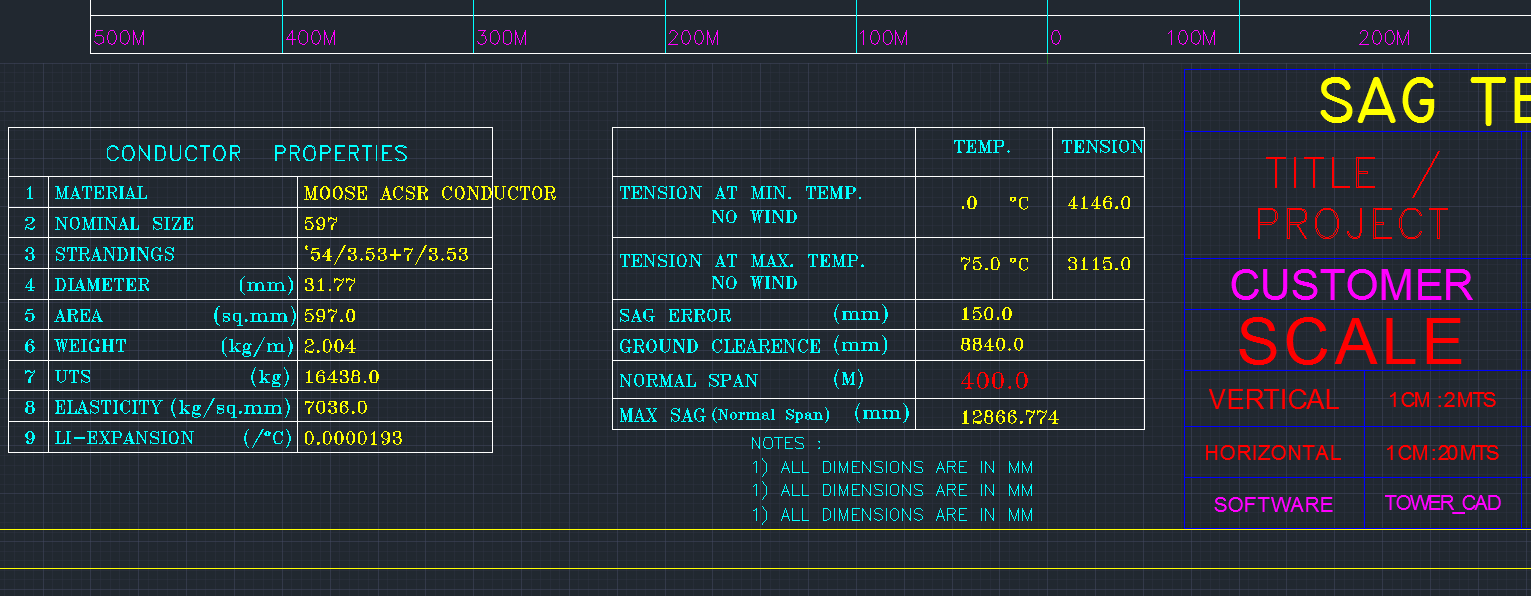 500M 400M 300M 200M 100M 0 100M 200M
CONDUCTOR PROPERTIES
1 MATERIAL MOOSE ACSR CONDUCTOR
2 NOMINAL SIZE 597
3 STRANDINGS '54/3.53+7/3.53
4 DIAMETER (mm) 31.77
5 AREA (sq.mm) 597.0
6 WEIGHT (kg/m) 2.004
7 UTS (kg) 16438.0
8 ELASTICITY (kg/sq.mm) 7036.0
9 LI-EXPANSION (/°C) 0.0000193
TEMP. TENSION
TENSION AT MIN. TEMP.
NO WIND
.0 °C 4146.0
TENSION AT MAX. TEMP.
NO WIND
75.0 °C 3115.0
SAG ERROR (mm) 150.0
GROUND CLEARENCE (mm) 8840.0
NORMAL SPAN (M) 400.0
MAX SAG (Normal Span) (mm) 12866.774
NOTES :
1) ALL DIMENSIONS ARE IN MM
1) ALL DIMENSIONS ARE IN MM
1) ALL DIMENSIONS ARE IN MM
SAG TE
TITLE /
PROJECT
CUSTOMER
SCALE
VERTICAL 1CM :2MTS
HORIZONTAL 1CM:20MTS
SOFTWARE TOWER_CAD